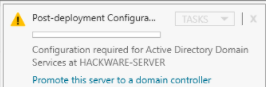 Post-deployment Configura...
TASKS
X
Configuration required for Active Directory Domain
Services at HACKWARE-SERVER
Promote this server to a domain controller